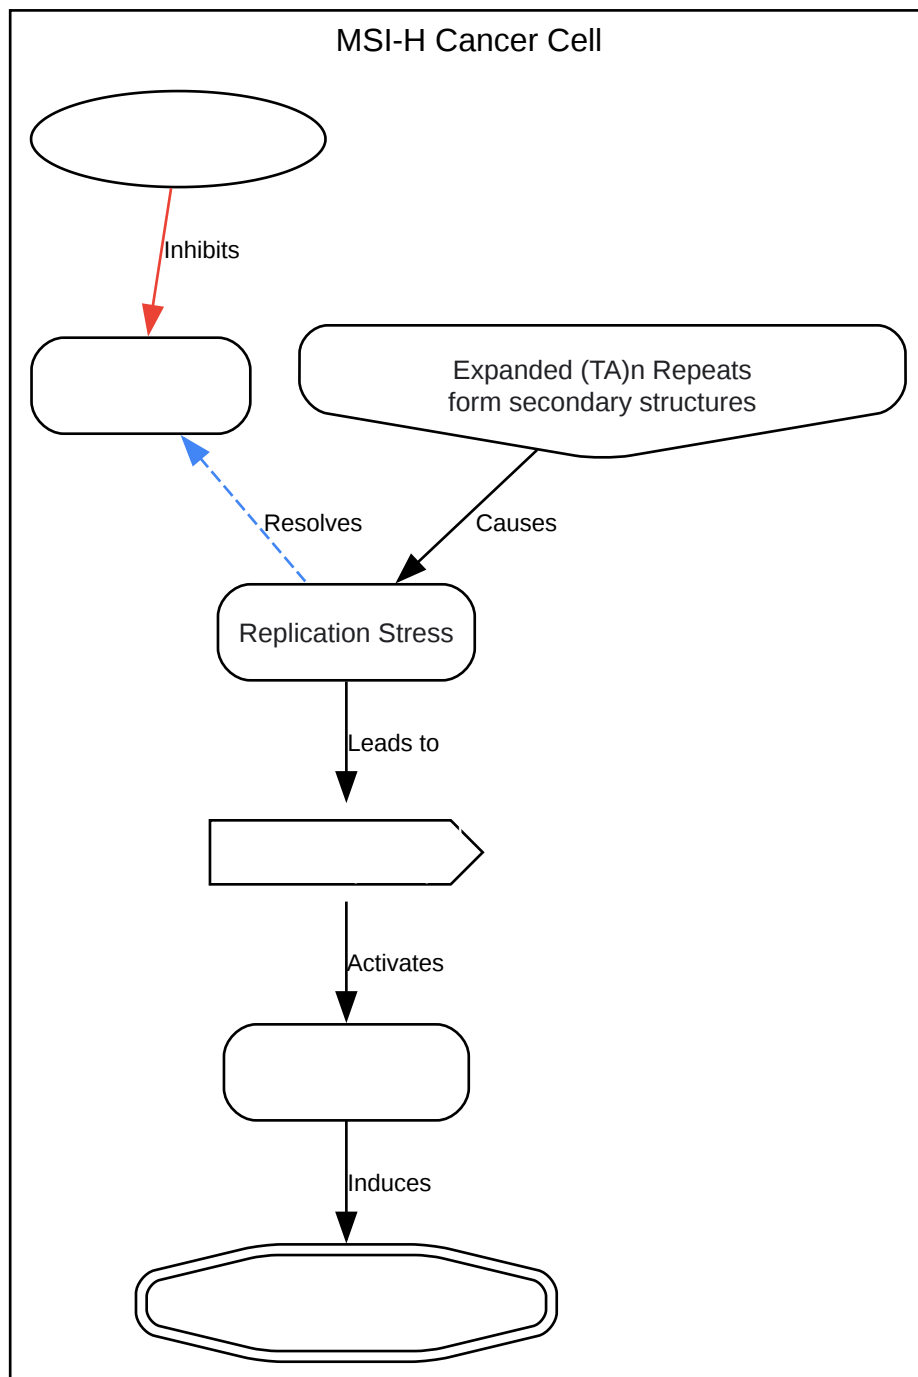 MSI-H Cancer Cell
Inhibits
Expanded (TA)n Repeats
form secondary structures
Resolves
Causes
Replication Stress
Leads to
Activates
Induces